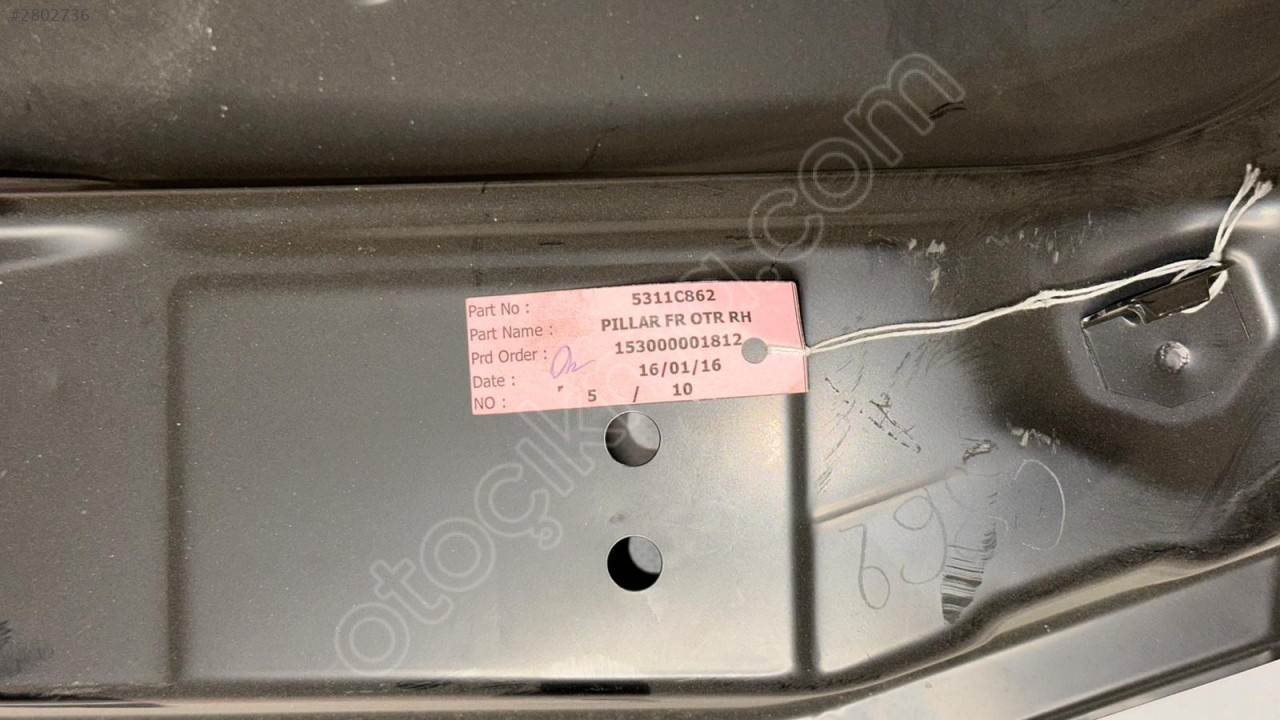 #2802736
otoçıkma.com
Part No : 5311C862
Part Name : PILLAR FR OTR RH
Prd Order : 153000001812
Date : 16/01/16
NO : 5 / 10